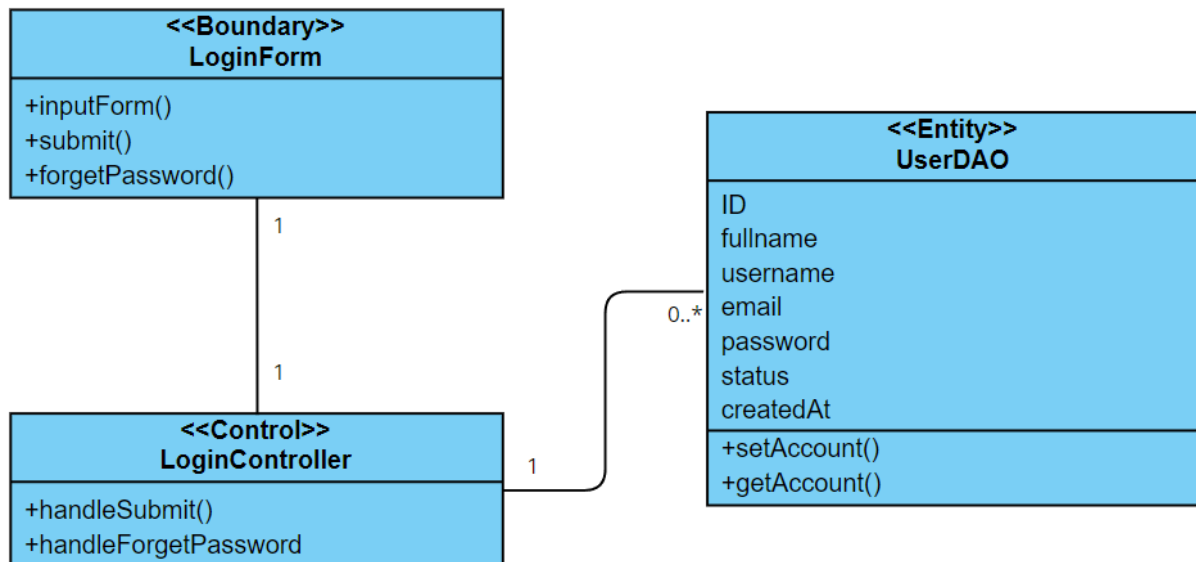 <<Boundary>>
LoginForm
+inputForm()
+submit()
+forgetPassword()
1
1
<<Control>>
LoginController
+handleSubmit()
+handleForgetPassword
1
0..*
<<Entity>>
UserDAO
ID
fullname
username
email
password
status
createdAt
+setAccount()
+getAccount()